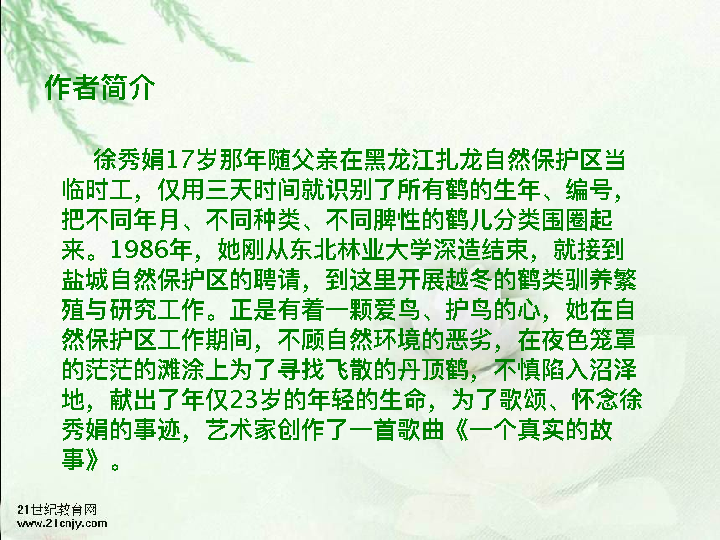 作者简介
徐秀娟17岁那年随父亲在黑龙江扎龙自然保护区当
临时工，仅用三天时间就识别了所有鹤的生年、编号，
把不同年月、不同种类、不同脾性的鹤儿分类围圈起
来。1986年，她刚从东北林业大学深造结束，就接到
盐城自然保护区的聘请，到这里开展越冬的鹤类驯养繁
殖与研究工作。正是有着一颗爱鸟、护鸟的心，她在自
然保护区工作期间，不顾自然环境的恶劣，在夜色笼罩
的茫茫的滩涂上为了寻找飞散的丹顶鹤，不慎陷入沼泽
地，献出了年仅23岁的年轻的生命，为了歌颂、怀念徐
秀娟的事迹，艺术家创作了一首歌曲《一个真实的故
事》。
21世纪教育网
www.21cnjy.com